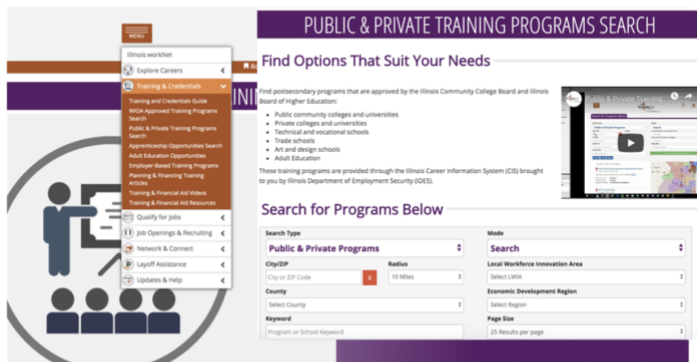 MENU
PUBLIC & PRIVATE TRAINING PROGRAMS SEARCH
Illinois workNet
Explore Careers
Training & Credentials
Training and Credentials Guide
WIOA Approved Training Programs
Search
Public & Private Training Programs
Search
Apprenticeship Opportunities Search
Adult Education Opportunities
Employer-Based Training Programs
Planning & Financing Training
Articles
Training & Financial Aid Videos
Training & Financial Aid Resources
Qualify for Jobs
Job Openings & Recruiting
Network & Connect
Layoff Assistance
Updates & Help
Find Options That Suit Your Needs
Find postsecondary programs that are approved by the Illinois Community College Board and Illinois
Board of Higher Education:
Public community colleges and universities
Private colleges and universities
Technical and vocational schools
Trade schools
Art and design schools
Adult Education
These training programs are provided through the Illinois Career Information System (CIS) brought
to you by Illinois Department of Employment Security (IDES).
Public & Private Training
Search for Programs Below
Search Type
Mode
Public & Private Programs
Search
City/ZIP
Radius
Local Workforce Innovation Area
City or ZIP Code
X
10 Miles
Select LWIA
County
Economic Development Region
Select County
Select Region
Keyword
Page Size
Program or School Keyword
25 Results per page